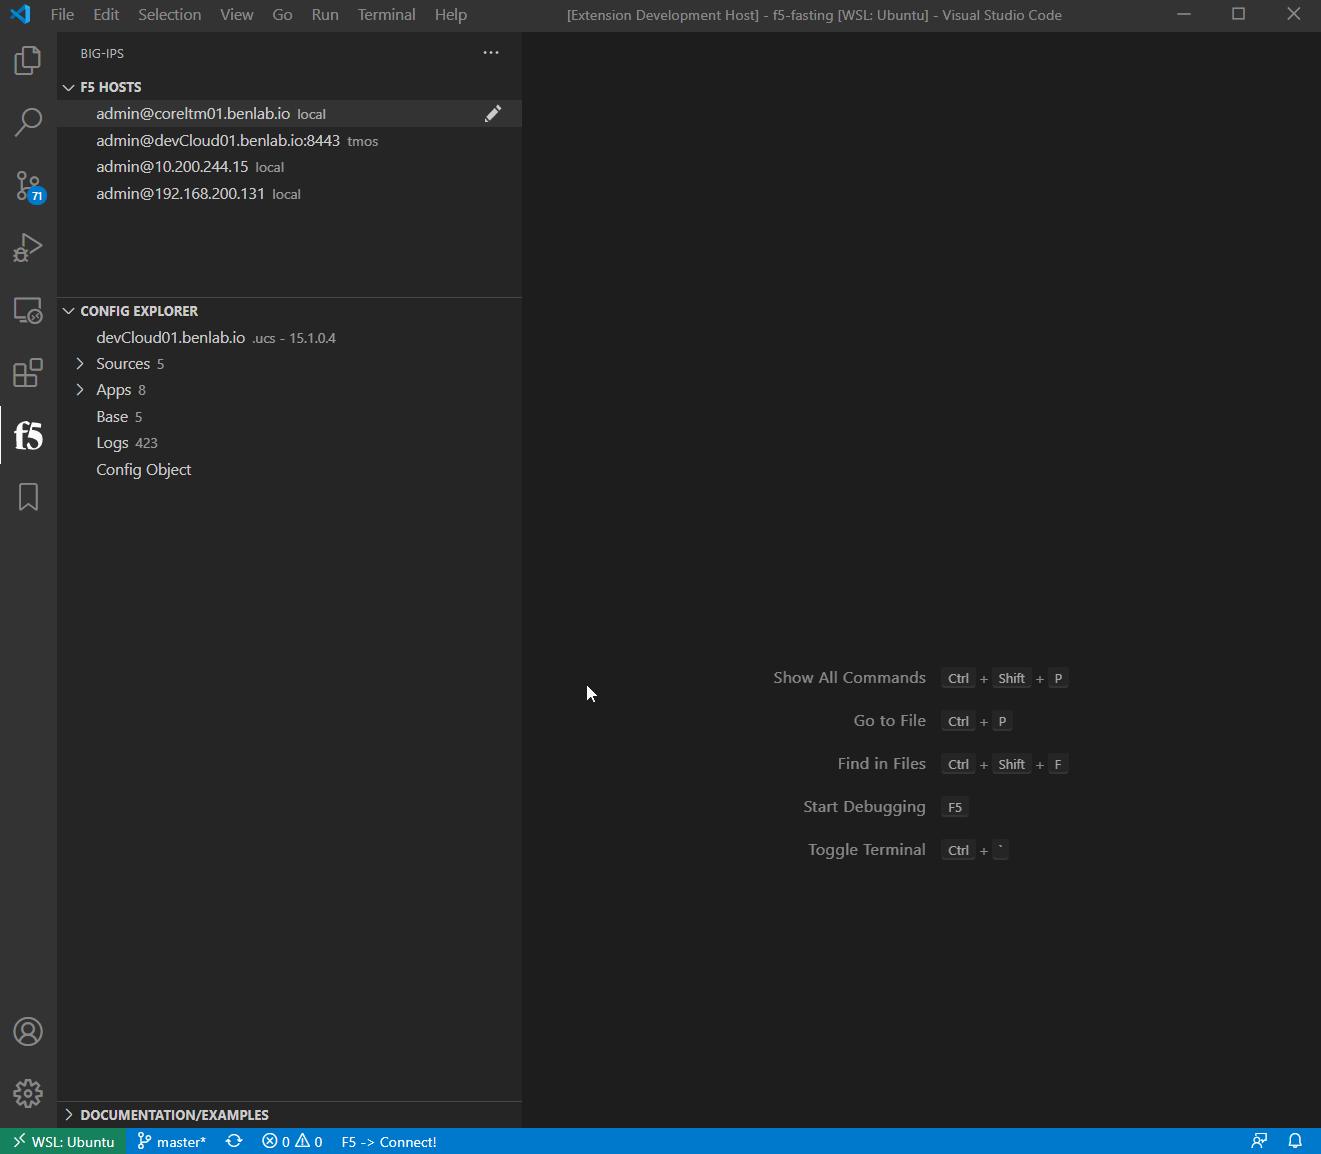 File Edit Selection View Go Run Terminal Help [Extension Development Host] - f5-fasting [WSL: Ubuntu] - Visual Studio Code
BIG-IPS ...
F5 HOSTS
admin@coreltm01.benlab.io local
admin@devCloud01.benlab.io:8443 tmos
admin@10.200.244.15 local
admin@192.168.200.131 local
71
CONFIG EXPLORER
devCloud01.benlab.io .ucs - 15.1.0.4
Sources 5
Apps 8
Base 5
f5
Logs 423
Config Object
Show All Commands Ctrl + Shift + P
Go to File Ctrl + P
Find in Files Ctrl + Shift + F
Start Debugging F5
Toggle Terminal Ctrl + `
DOCUMENTATION/EXAMPLES
WSL: Ubuntu master* 0 0 F5 -> Connect!